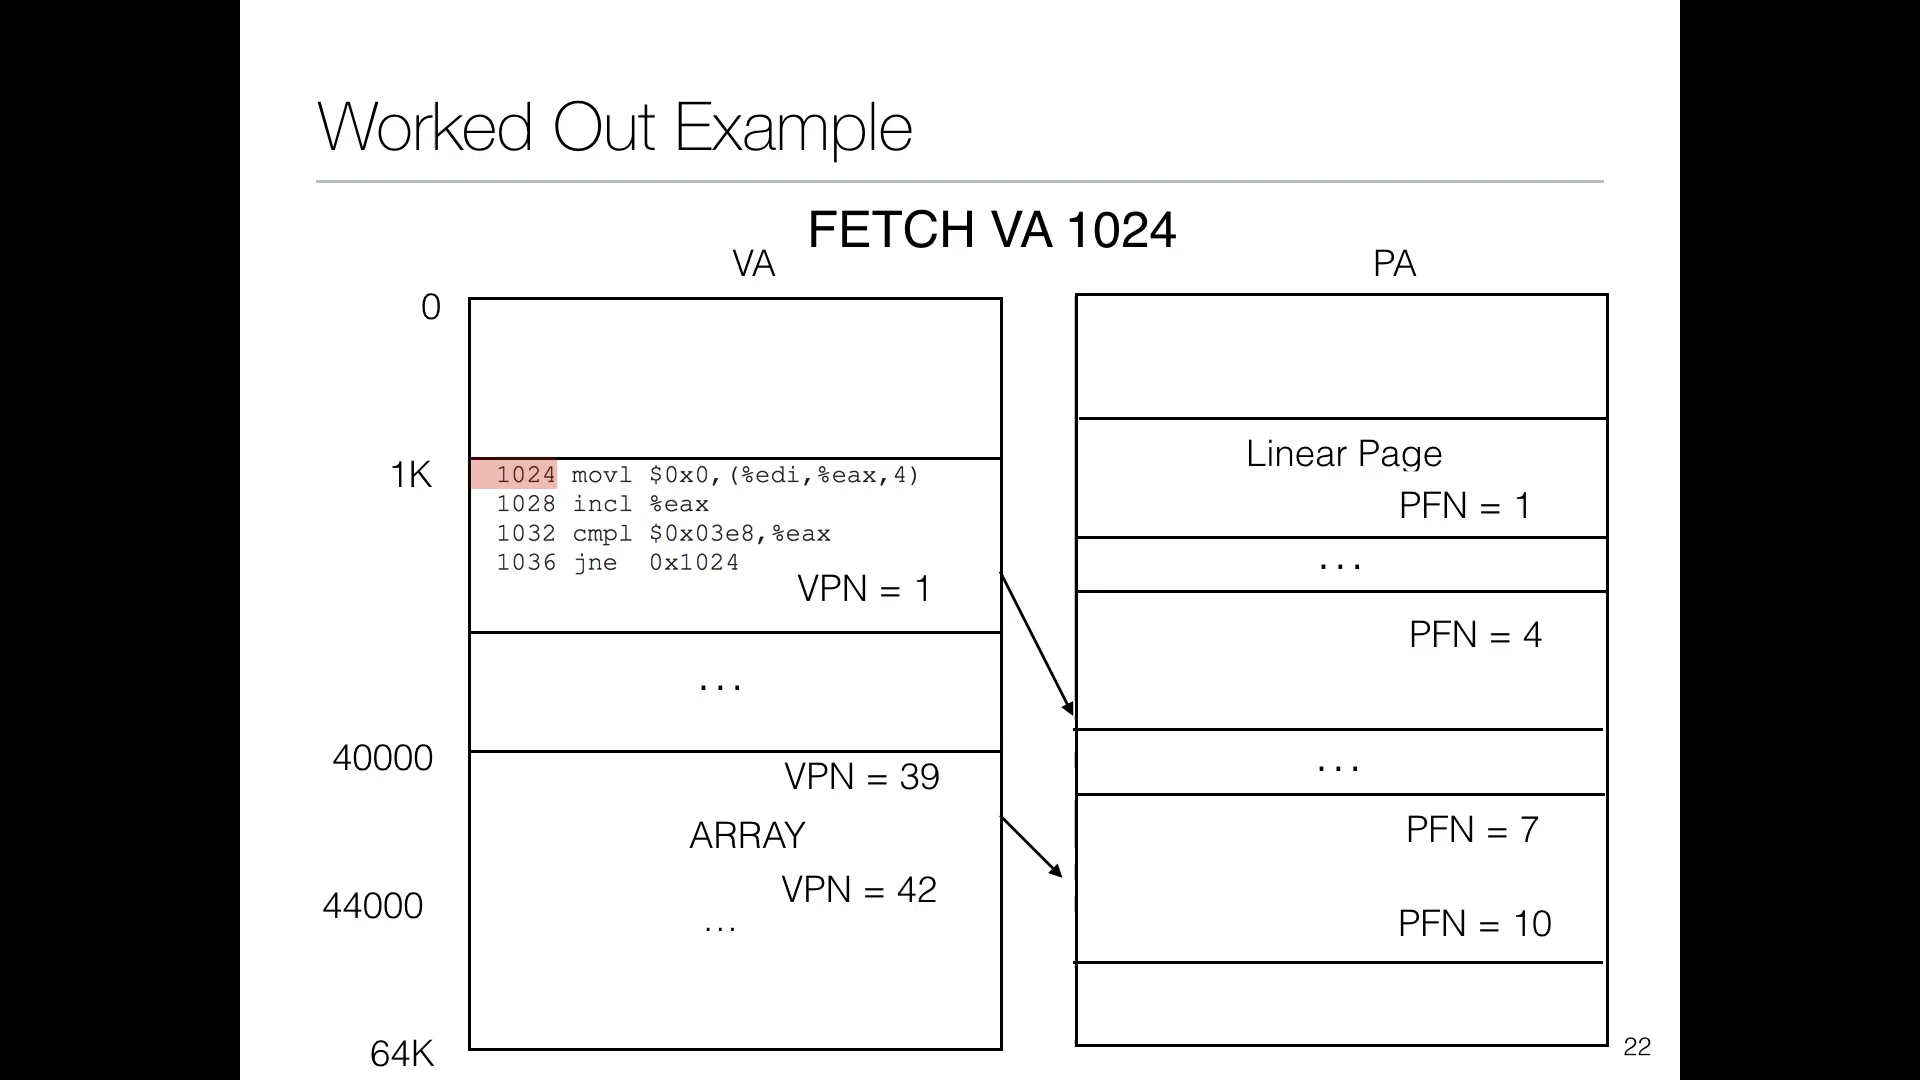 Worked Out Example
FETCH VA 1024
VA
PA
0
1K
1024 movl $0x0,(%edi,%eax,4)
1028 incl %eax
1032 cmpl $0x03e8,%eax
1036 jne 0x1024
VPN = 1
...
40000
VPN = 39
ARRAY
VPN = 42
44000
...
64K
Linear Page
PFN = 1
...
PFN = 4
...
PFN = 7
PFN = 10
22